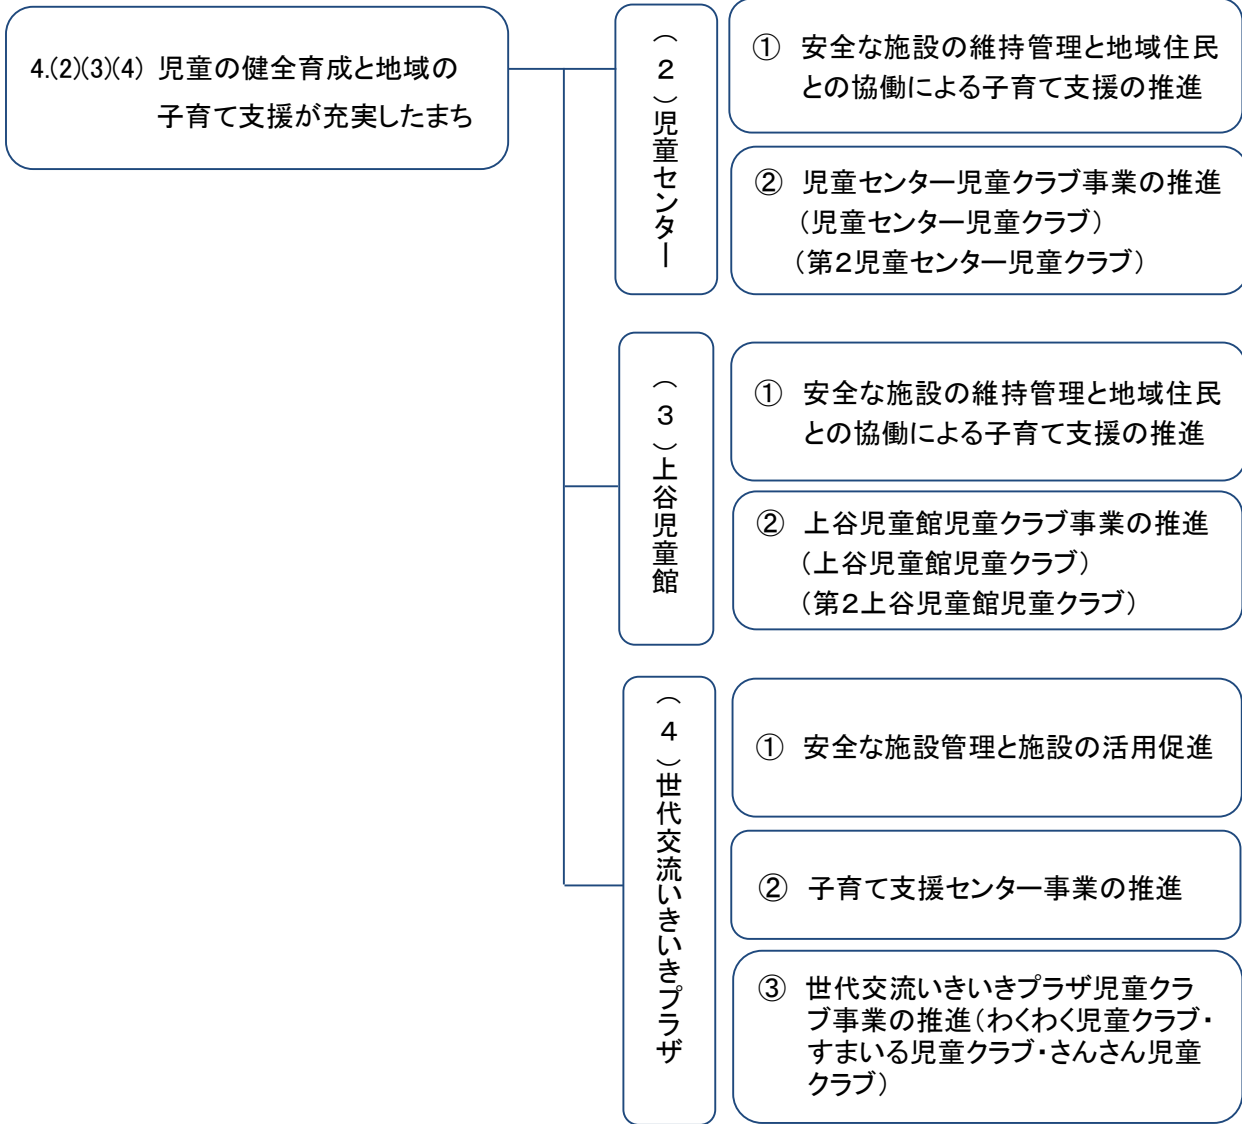 4.(2)(3)(4) 児童の健全育成と地域の
子育て支援が充実したまち
（２）児童センター
① 安全な施設の維持管理と地域住民
との協働による子育て支援の推進
② 児童センター児童クラブ事業の推進
（児童センター児童クラブ）
（第２児童センター児童クラブ）
（３）上谷児童館
① 安全な施設の維持管理と地域住民
との協働による子育て支援の推進
② 上谷児童館児童クラブ事業の推進
（上谷児童館児童クラブ）
（第２上谷児童館児童クラブ）
（４）世代交流いきいきプラザ
① 安全な施設管理と施設の活用促進
② 子育て支援センター事業の推進
③ 世代交流いきいきプラザ児童クラ
ブ事業の推進（わくわく児童クラブ・
すまいる児童クラブ・さんさん児童
クラブ）